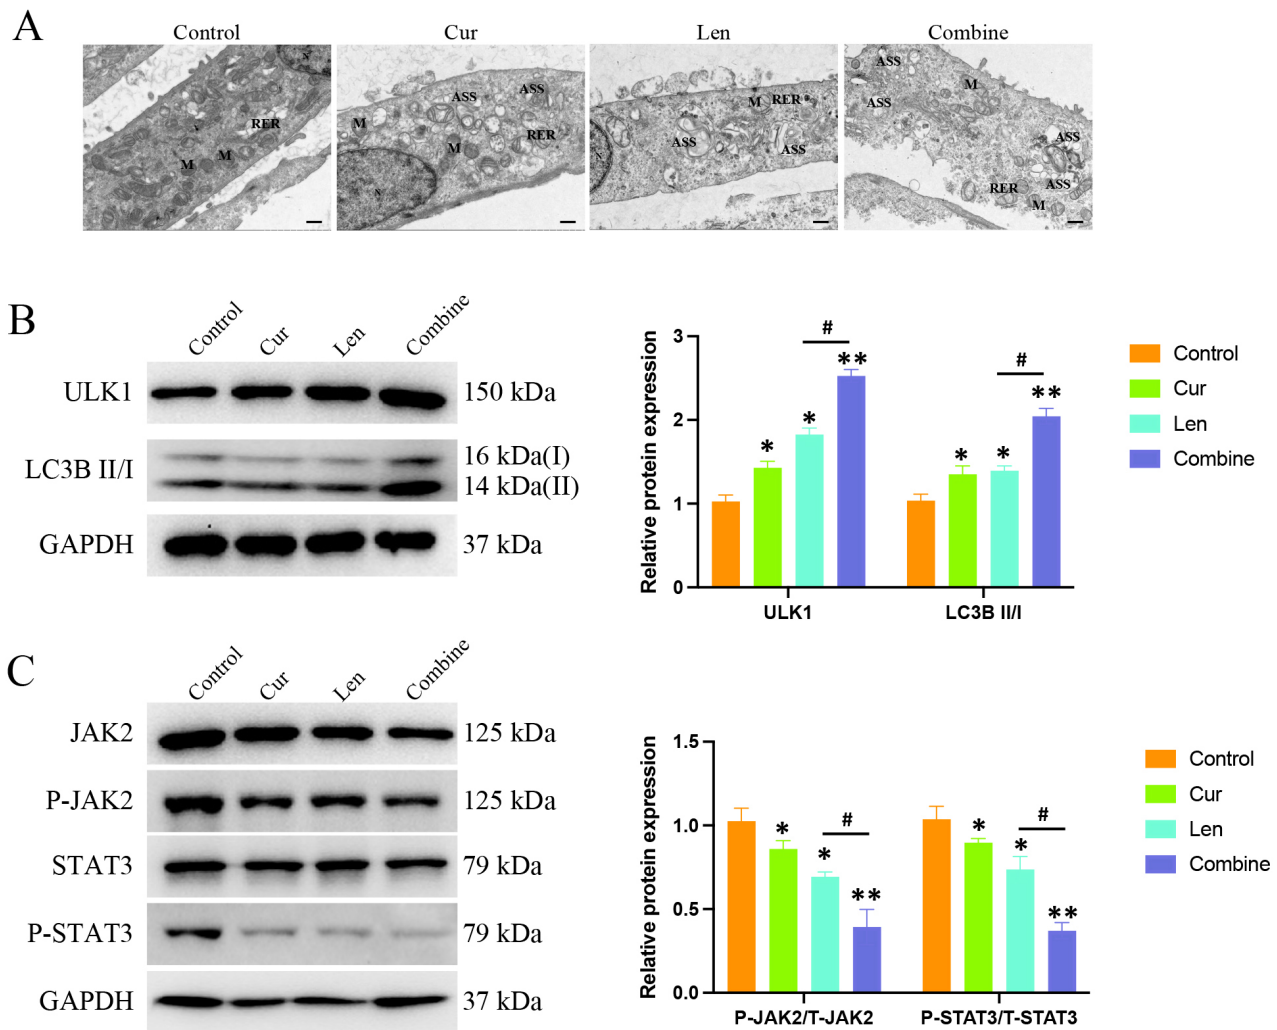 A
Control Cur Len Combine
N RER M M
ASS ASS M RER M N
M RER ASS ASS N
ASS M ASS ASS RER ASS M
B
Control Cur Len Combine
ULK1 150 kDa
LC3B II/I 16 kDa(I)
14 kDa(II)
GAPDH 37 kDa
Relative protein expression
3
2
1
0
# #
* * ** * * **
ULK1 LC3B II/I
Control
Cur
Len
Combine
C
Control Cur Len Combine
JAK2 125 kDa
P-JAK2 125 kDa
STAT3 79 kDa
P-STAT3 79 kDa
GAPDH 37 kDa
Relative protein expression
1.5
1.0
0.5
0.0
# #
* * ** * * **
P-JAK2/T-JAK2 P-STAT3/T-STAT3
Control
Cur
Len
Combine